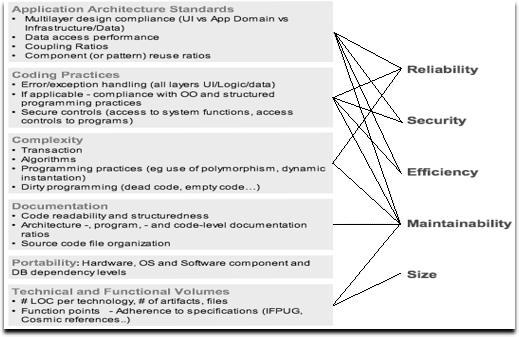 Application Architecture Standards
• Multilayer design compliance (UI vs App Domain vs
Infrastructure/Data)
• Data access performance
• Coupling Ratios
• Component (or pattern) reuse ratios
Coding Practices
• Error/exception handling (all layers UI/Logic/data)
• If applicable - compliance with OO and structured
programming practices
• Secure controls (access to system functions, access
controls to programs)
Complexity
• Transaction
• Algorithms
• Programming practices (eg use of polymorphism, dynamic
instantation)
• Dirty programming (dead code, empty code…)
Documentation
• Code readability and structuredness
• Architecture -, program, - and code-level documentation
ratios
• Source code file organization
Portability: Hardware, OS and Software component and
DB dependency levels
Technical and Functional Volumes
• # LOC per technology, # of artifacts, files
• Function points - Adherence to specifications (IFPUG,
Cosmic references..)
Reliability
Security
Efficiency
Maintainability
Size